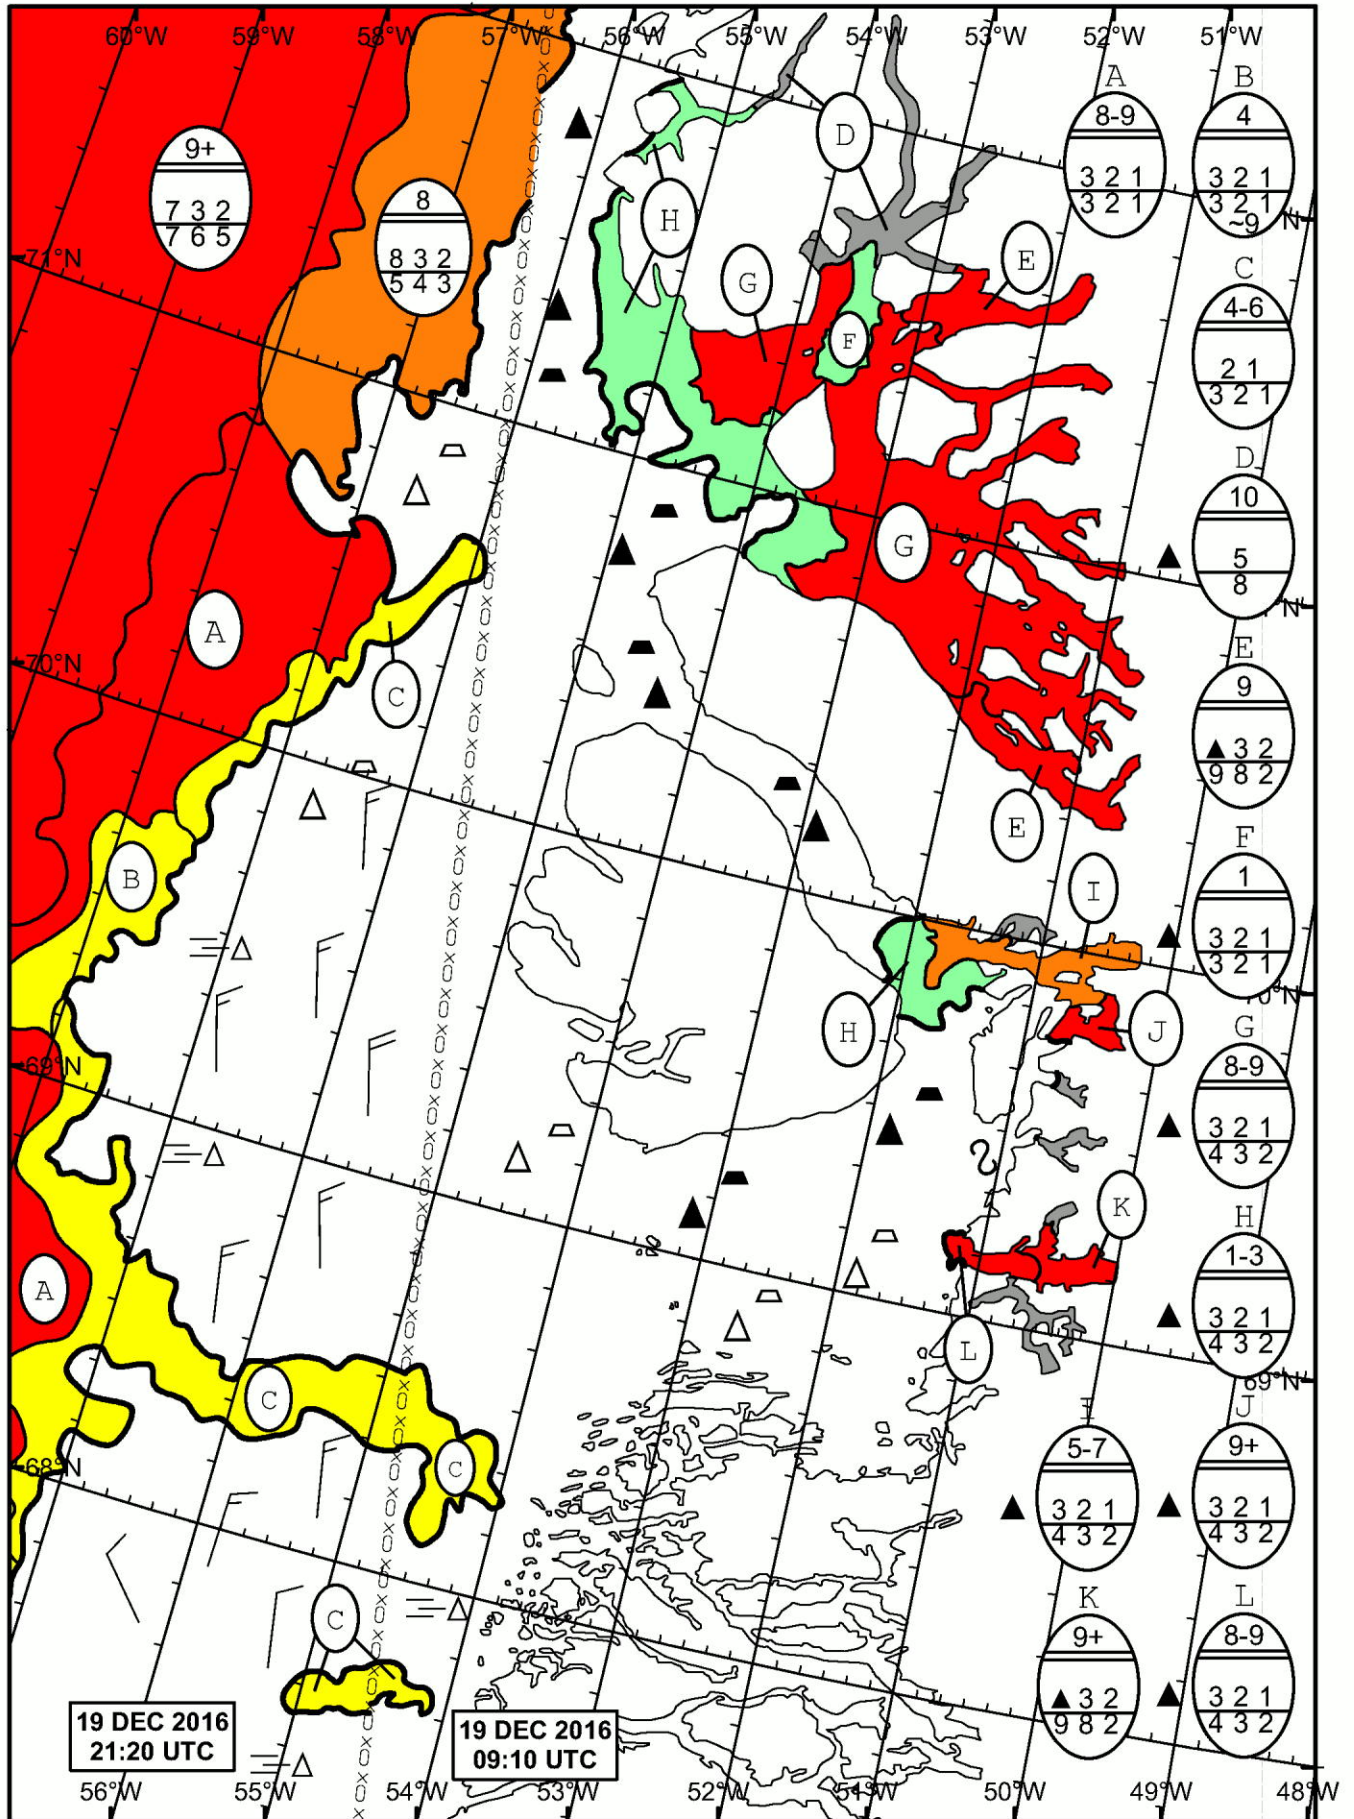 60°W 59°W 58°W 57°W 56°W 55°W 54°W 53°W 52°W 51°W
A B
8-9
3 2 1
3 2 1
4
3 2 1
3 2 1
~9
N
9+
7 3 2
7 6 5
8
8 3 2
5 4 3
D
H
E
G
F
71°N
C
4-6
2 1
3 2 1
D
10
5
8
G
A
C
70°N
E
9
▲ 3 2
9 8 2
E
B
I
F
1
3 2 1
3 2 1
70°N
H
J
69°N
G
8-9
3 2 1
4 3 2
K
A
L
H
1-3
3 2 1
4 3 2
69°N
C
C
68°N
I
5-7
3 2 1
4 3 2
J
9+
3 2 1
4 3 2
C
K
9+
▲ 3 2
9 8 2
L
8-9
3 2 1
4 3 2
19 DEC 2016
21:20 UTC
19 DEC 2016
09:10 UTC
56°W 55°W 54°W 53°W 52°W 51°W 50°W 49°W 48°W